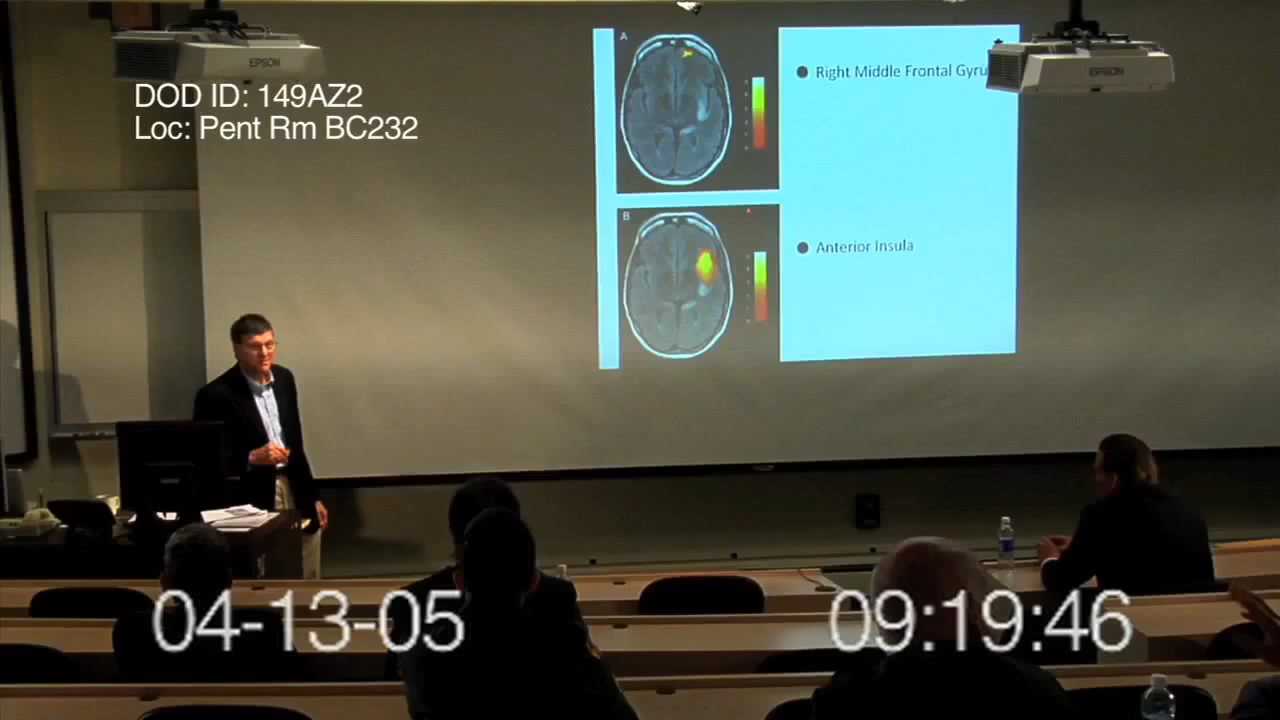 EPSON
EPSON
DOD ID: 149AZ2
Loc: Pent Rm BC232
A
Right Middle Frontal Gyru
B
Anterior Insula
04-13-05
09:19:46